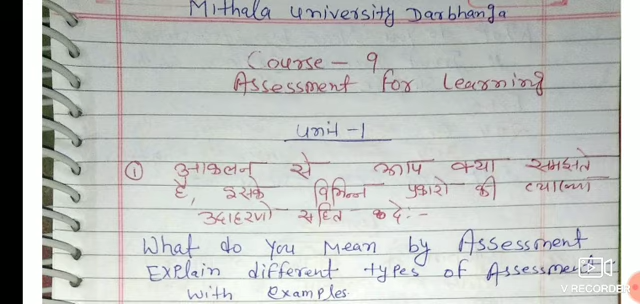 Mithala University Darbhanga
Course - 9
Assessment for Learning
Unit -1
① आकलन से आप क्या समझते
है, इसके विभिन्न प्रकारो की व्याख्या
उदाहरणो सहित दे:-
What do You Mean by Assessment
Explain different types of Assessment
with examples
V RECORDER